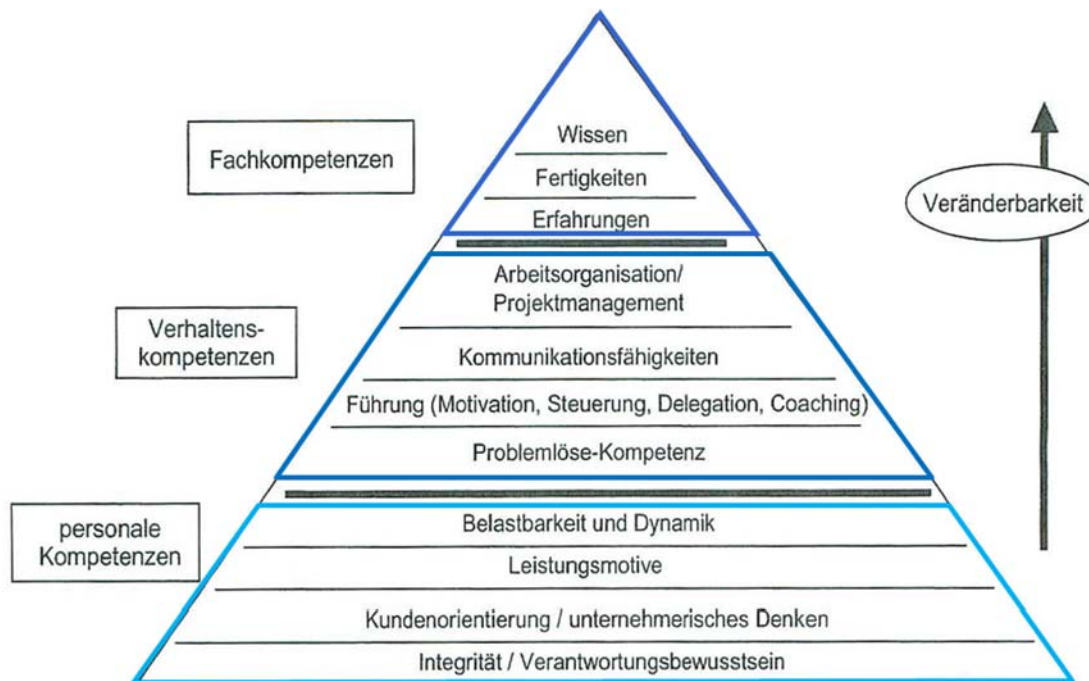 Fachkompetenzen
Wissen
Fertigkeiten
Erfahrungen
Veränderbarkeit
Verhaltens-
kompetenzen
Arbeitsorganisation/
Projektmanagement
Kommunikationsfähigkeiten
Führung (Motivation, Steuerung, Delegation, Coaching)
Problemlöse-Kompetenz
personale
Kompetenzen
Belastbarkeit und Dynamik
Leistungsmotive
Kundenorientierung / unternehmerisches Denken
Integrität / Verantwortungsbewusstsein